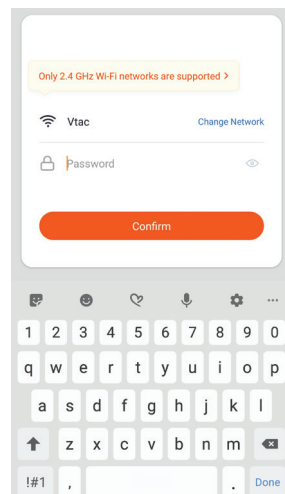 Only 2.4 GHz Wi-Fi networks are supported >
Vtac Change Network
Password
Confirm
1 2 3 4 5 6 7 8 9 0
q w e r t y u i o p
a s d f g h j k l
z x c v b n m
!#1 , . Done